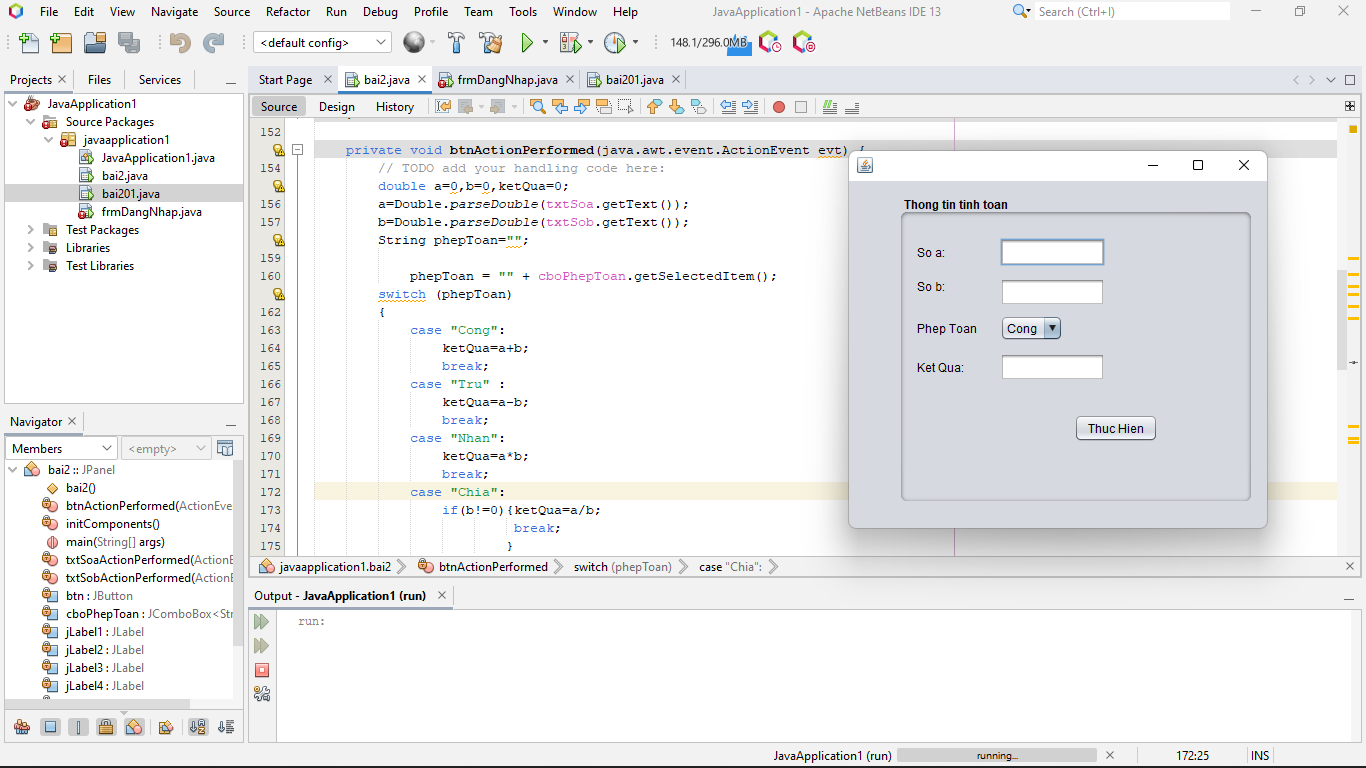 File Edit View Navigate Source Refactor Run Debug Profile Team Tools Window Help
JavaApplication1 - Apache NetBeans IDE 13
Search (Ctrl+I)
<default config>
148.1/296.0MB
Projects Files Services
JavaApplication1
Source Packages
javaapplication1
JavaApplication1.java
bai2.java
bai201.java
frmDangNhap.java
Test Packages
Libraries
Test Libraries
Navigator
Members <empty>
bai2 :: JPanel
bai2()
btnActionPerformed(ActionEve
initComponents()
main(String[] args)
txtSoaActionPerformed(ActionE
txtSobActionPerformed(ActionE
btn : JButton
cboPhepToan : JComboBox<Str
jLabel1 : JLabel
jLabel2 : JLabel
jLabel3 : JLabel
jLabel4 : JLabel
Start Page bai2.java frmDangNhap.java bai201.java
Source Design History
152
private void btnActionPerformed(java.awt.event.ActionEvent evt) {
154 // TODO add your handling code here:
double a=0,b=0,ketQua=0;
156 a=Double.parseDouble(txtSoa.getText());
157 b=Double.parseDouble(txtSob.getText());
String phepToan="";
159
160 phepToan = "" + cboPhepToan.getSelectedItem();
switch (phepToan)
162 {
163 case "Cong":
164 ketQua=a+b;
165 break;
166 case "Tru" :
167 ketQua=a-b;
168 break;
169 case "Nhan":
170 ketQua=a*b;
171 break;
172 case "Chia":
173 if(b!=0){ketQua=a/b;
174 break;
175 }
javaapplication1.bai2 btnActionPerformed switch (phepToan) case "Chia":
Thong tin tinh toan
So a:
So b:
Phep Toan Cong
Ket Qua:
Thuc Hien
Output - JavaApplication1 (run)
run:
JavaApplication1 (run) running... 172:25 INS